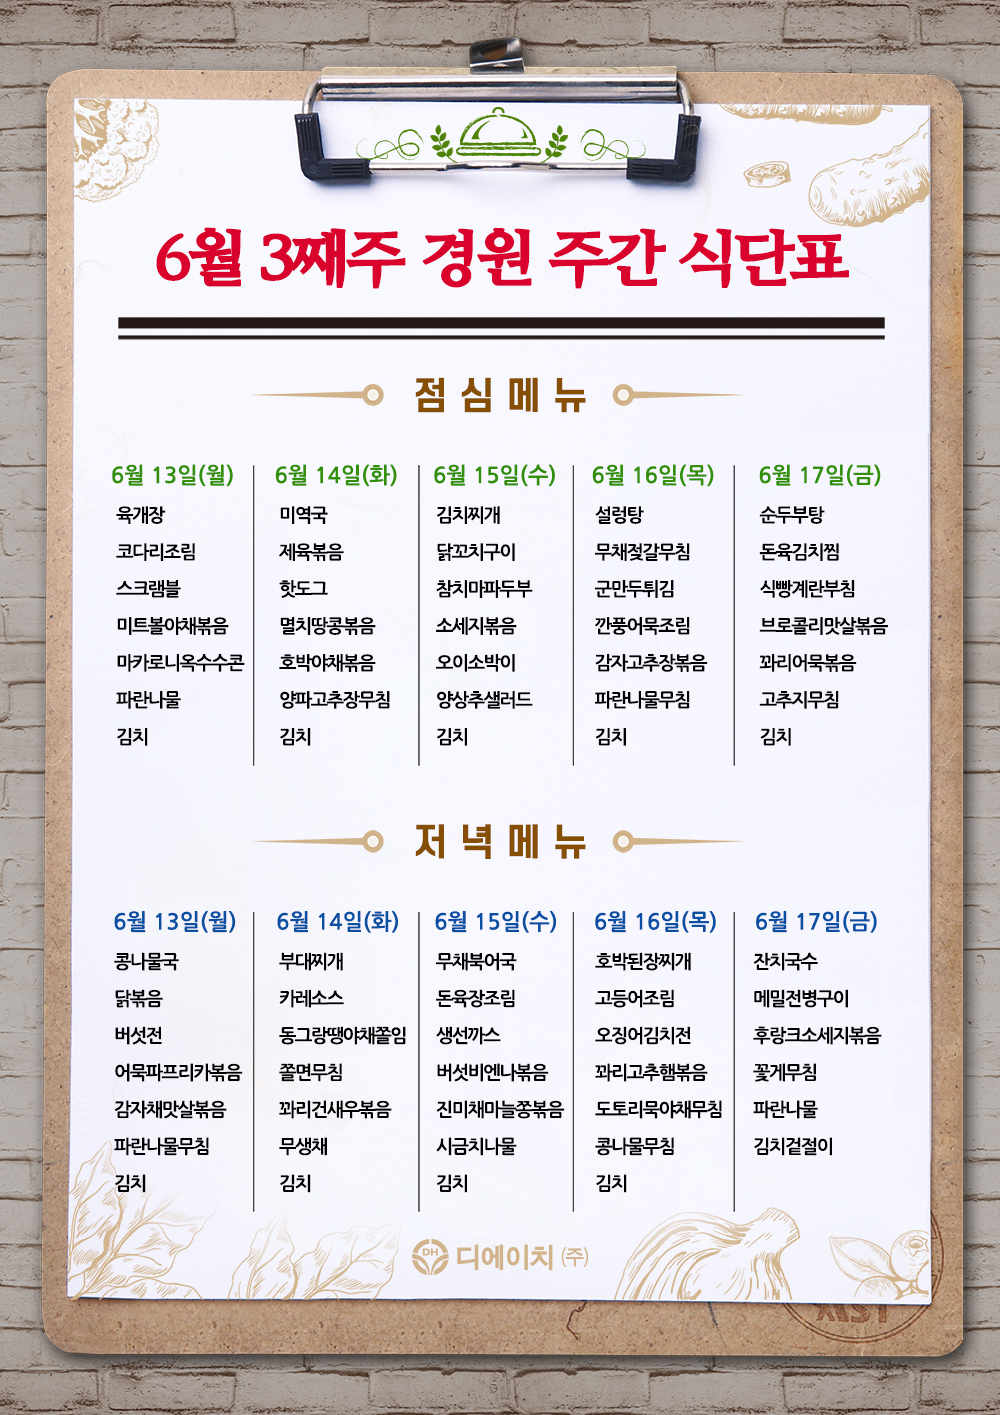 6월 3째주 경원 주간 식단표
점심메뉴
6월 13일(월)
육개장
코다리조림
스크램블
미트볼야채볶음
마카로니옥수수콘
파란나물
김치
6월 14일(화)
미역국
제육볶음
핫도그
멸치땅콩볶음
호박야채볶음
양파고추장무침
김치
6월 15일(수)
김치찌개
닭꼬치구이
참치마파두부
소세지볶음
오이소박이
양상추샐러드
김치
6월 16일(목)
설렁탕
무채젖갈무침
군만두튀김
깐풍어묵조림
감자고추장볶음
파란나물무침
김치
6월 17일(금)
순두부탕
돈육김치찜
식빵계란부침
브로콜리맛살볶음
꽈리어묵볶음
고추지무침
김치
저녁메뉴
6월 13일(월)
콩나물국
닭볶음
버섯전
어묵파프리카볶음
감자채맛살볶음
파란나물무침
김치
6월 14일(화)
부대찌개
카레소스
동그랑땡야채쫄임
쫄면무침
꽈리건새우볶음
무생채
김치
6월 15일(수)
무채북어국
돈육장조림
생선까스
버섯비엔나볶음
진미채마늘쫑볶음
시금치나물
김치
6월 16일(목)
호박된장찌개
고등어조림
오징어김치전
꽈리고추햄볶음
도토리묵야채무침
콩나물무침
김치
6월 17일(금)
잔치국수
메밀전병구이
후랑크소세지볶음
꽃게무침
파란나물
김치겉절이
DH 디에이치 (주)